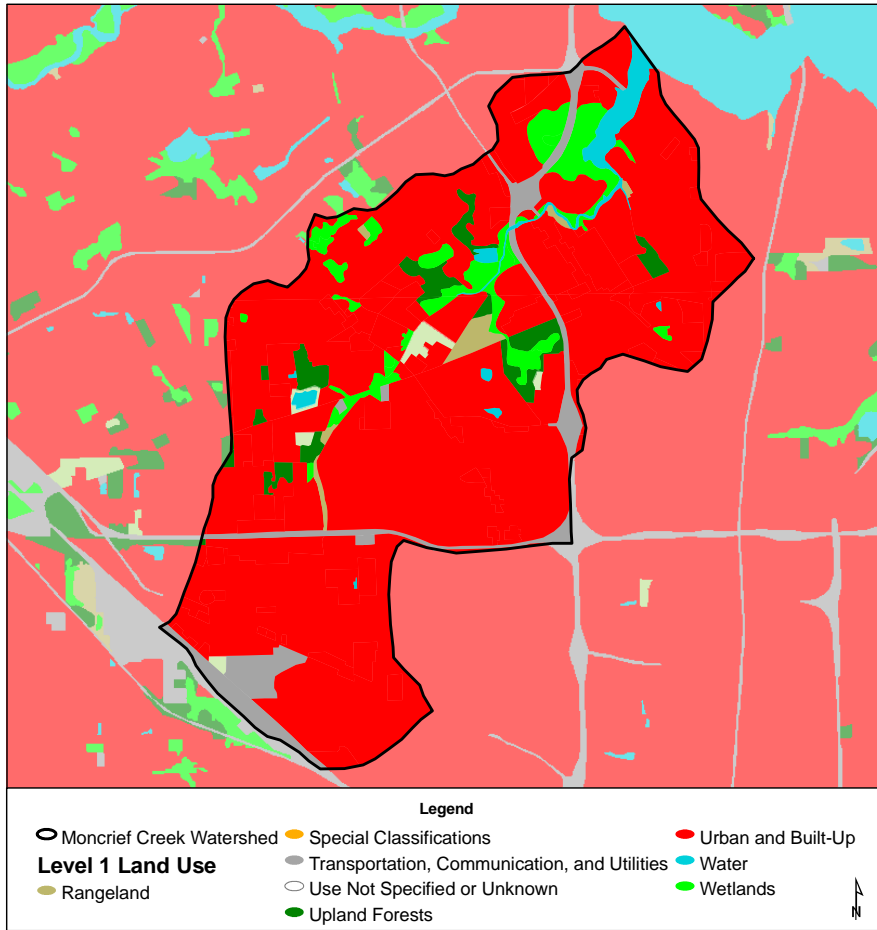 Legend
Moncrief Creek Watershed
Level 1 Land Use
Rangeland
Special Classifications
Transportation, Communication, and Utilities
Use Not Specified or Unknown
Upland Forests
Urban and Built-Up
Water
Wetlands
N